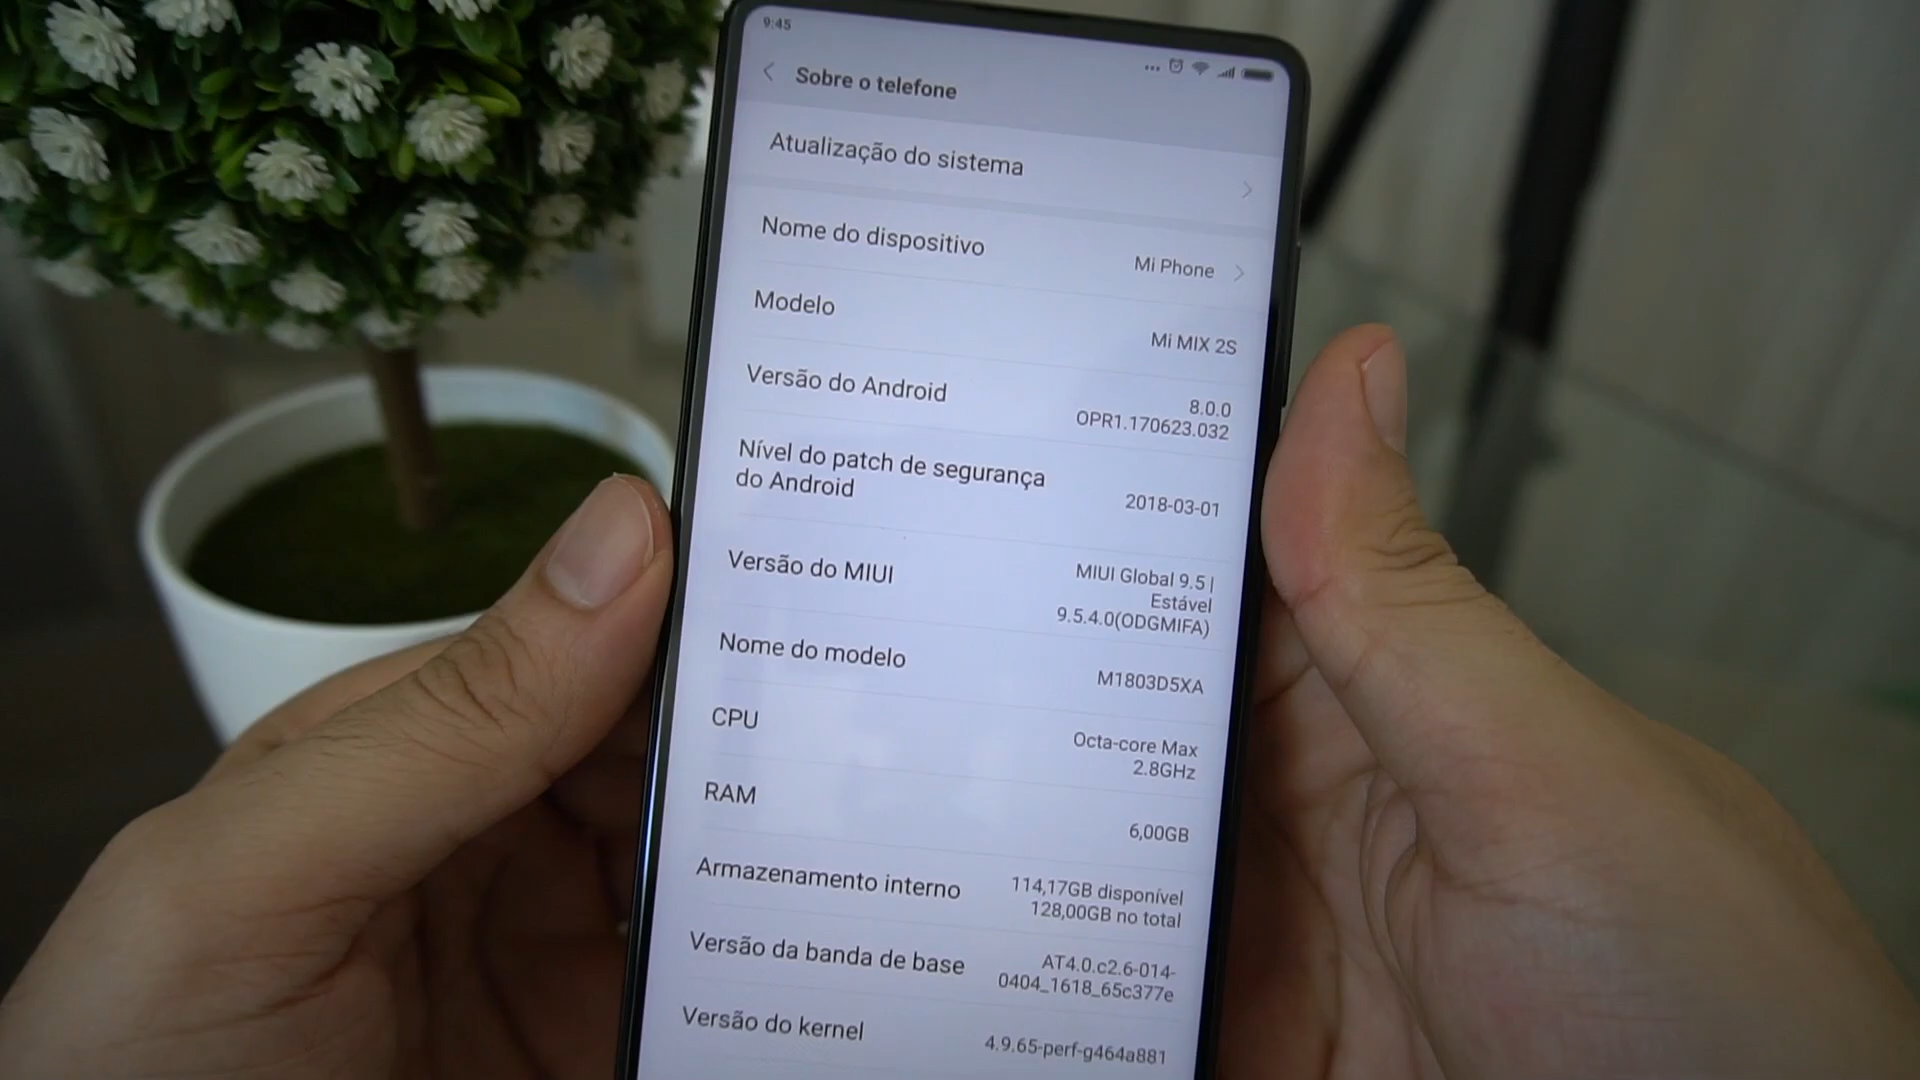 9:45
Sobre o telefone
Atualização do sistema
Nome do dispositivo
Mi Phone
Modelo
Mi MIX 2S
Versão do Android
8.0.0
OPR1.170623.032
Nível do patch de segurança
do Android
2018-03-01
Versão do MIUI
MIUI Global 9.5 |
Estável
9.5.4.0(ODGMIFA)
Nome do modelo
M1803D5XA
CPU
Octa-core Max
2.8GHz
RAM
6,00GB
Armazenamento interno
114,17GB disponível
128,00GB no total
Versão da banda de base
AT4.0.c2.6-014-
0404_1618_65c377e
Versão do kernel
4.9.65-perf-g464a881